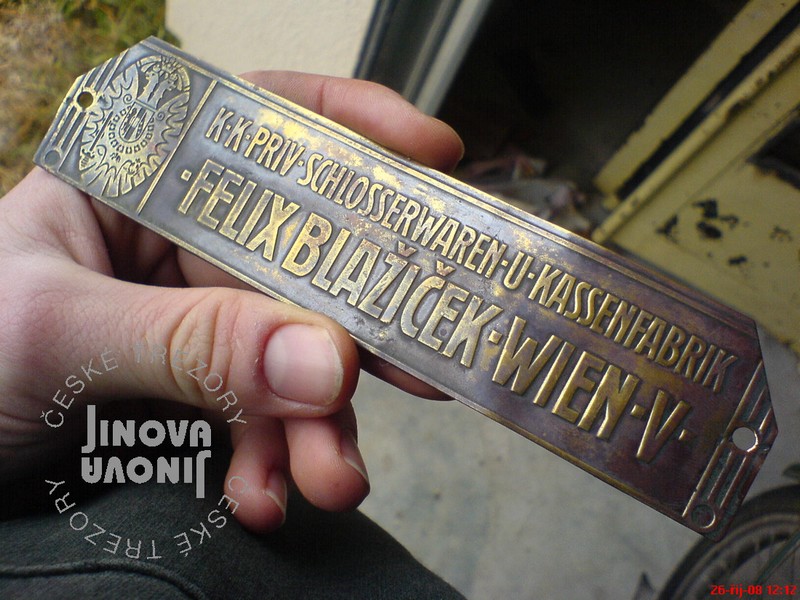 K·K·PRIV·SCHLOSSERWAREN·U·KASSENFABRIK
·FELIX BLAŽIČEK·WIEN·V·
ČESKÉ TREZORY
JINOVA
JINOVA
ČESKÉ TREZORY
26-říj-08 12:12